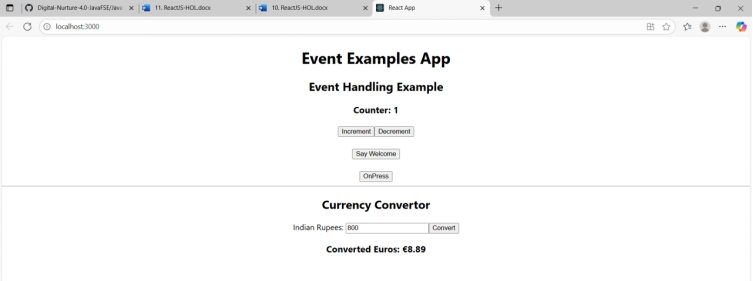 Digital-Nurture-4.0-JavaFSE/Java
11. ReactJS-HOL.docx
10. ReactJS-HOL.docx
React App
localhost:3000
Event Examples App
Event Handling Example
Counter: 1
Increment Decrement
Say Welcome
OnPress
Currency Convertor
Indian Rupees: 800 Convert
Converted Euros: €8.89